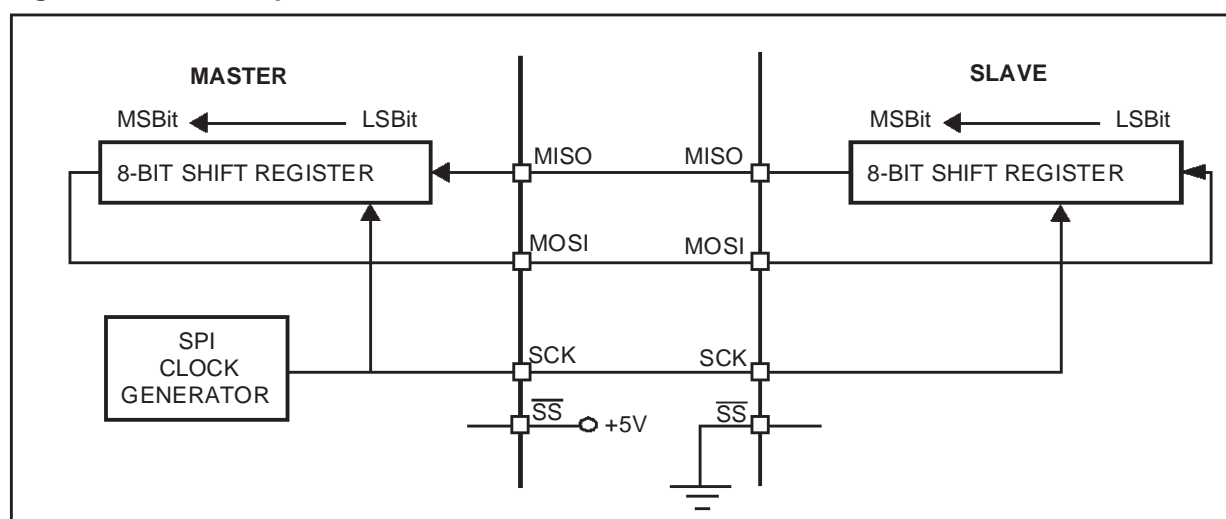 MASTER
SLAVE
MSBit LSBit
MSBit LSBit
8-BIT SHIFT REGISTER
MISO MISO
8-BIT SHIFT REGISTER
MOSI MOSI
SPI
CLOCK
GENERATOR
SCK SCK
SS +5V
SS